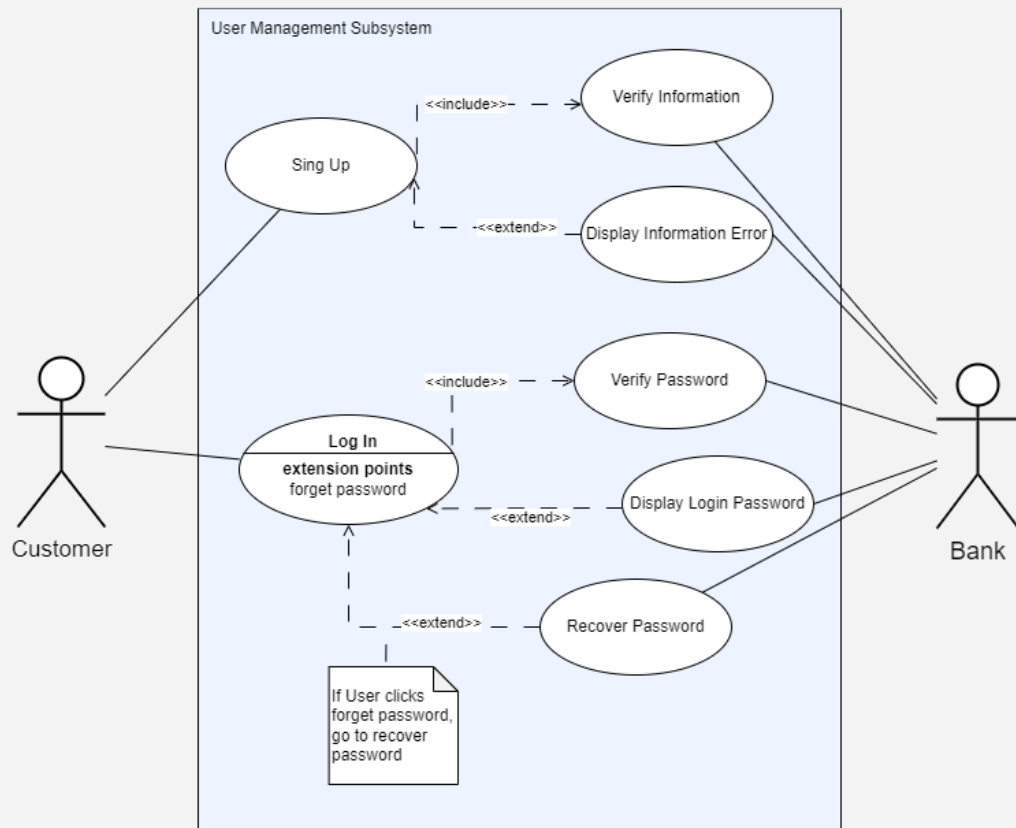 User Management Subsystem
Verify Information
<<include>>
Sing Up
<<extend>>
Display Information Error
Verify Password
<<include>>
Log In
extension points
forget password
Display Login Password
<<extend>>
Customer
Bank
<<extend>>
Recover Password
If User clicks
forget password,
go to recover
password